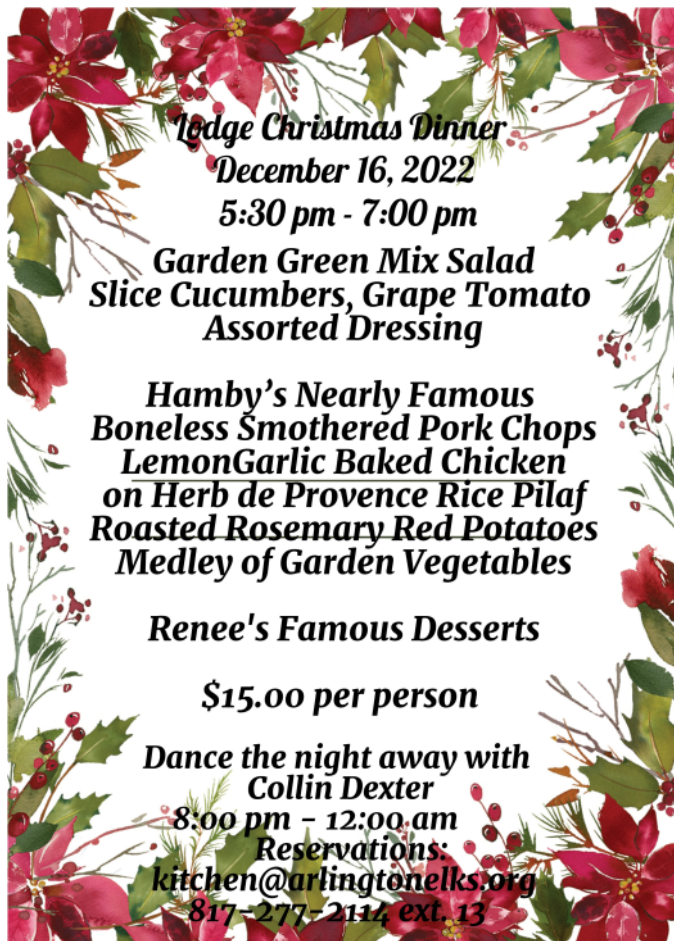 Lodge Christmas Dinner
December 16, 2022
5:30 pm - 7:00 pm
Garden Green Mix Salad
Slice Cucumbers, Grape Tomato
Assorted Dressing
Hamby’s Nearly Famous
Boneless Smothered Pork Chops
LemonGarlic Baked Chicken
on Herb de Provence Rice Pilaf
Roasted Rosemary Red Potatoes
Medley of Garden Vegetables
Renee's Famous Desserts
$15.00 per person
Dance the night away with
Collin Dexter
8:00 pm – 12:00 am
Reservations:
kitchen@arlingtonelks.org
817-277-2114 ext. 13